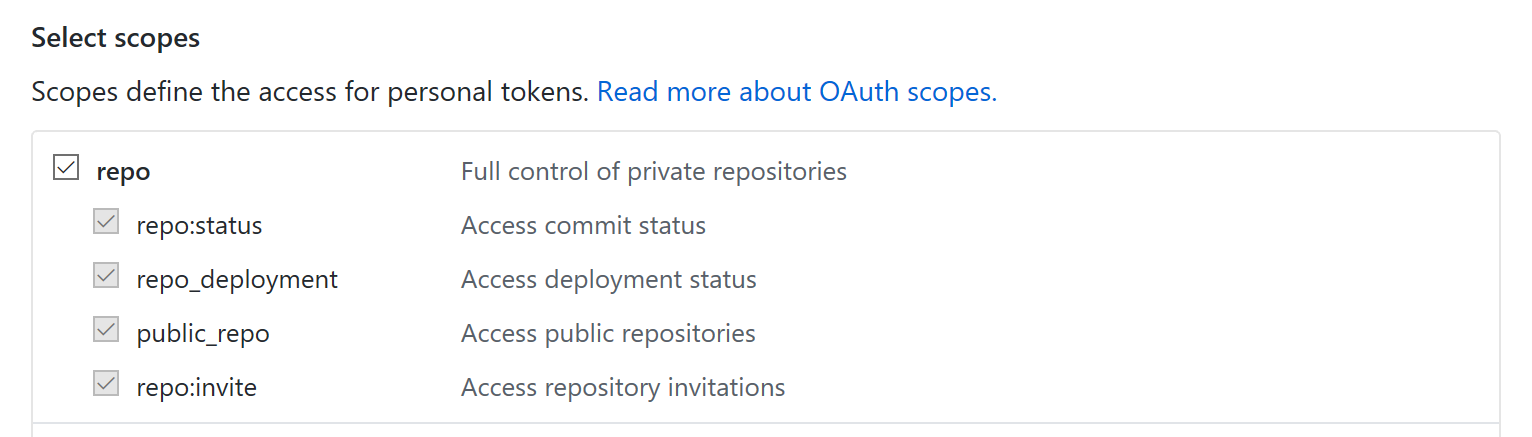 Select scopes
Scopes define the access for personal tokens. Read more about OAuth scopes.
repo Full control of private repositories
repo:status Access commit status
repo_deployment Access deployment status
public_repo Access public repositories
repo:invite Access repository invitations